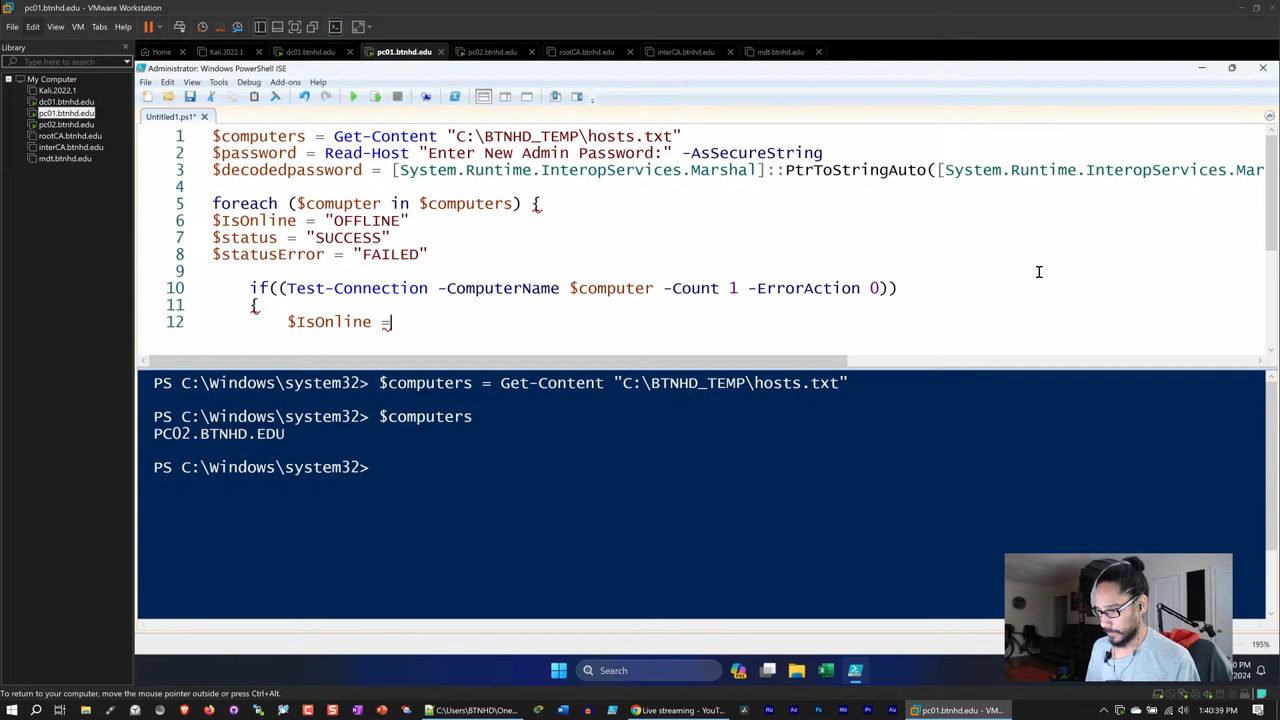 pc01.btnhd.edu - VMware Workstation
File Edit View VM Tabs Help
Library
Type here to search
My Computer
Kali.2022.1
dc01.btnhd.edu
pc01.btnhd.edu
pc02.btnhd.edu
rootCA.btnhd.edu
interCA.btnhd.edu
mdt.btnhd.edu
Home Kali.2022.1 dc01.btnhd.edu pc01.btnhd.edu pc02.btnhd.edu rootCA.btnhd.edu interCA.btnhd.edu mdt.btnhd.edu
Administrator: Windows PowerShell ISE
File Edit View Tools Debug Add-ons Help
Untitled1.ps1*
1 $computers = Get-Content "C:\BTNHD_TEMP\hosts.txt"
2 $password = Read-Host "Enter New Admin Password:" -AsSecureString
3 $decodedpassword = [System.Runtime.InteropServices.Marshal]::PtrToStringAuto([System.Runtime.InteropServices.Mar
4
5 foreach ($comupter in $computers) {
6 $IsOnline = "OFFLINE"
7 $status = "SUCCESS"
8 $statusError = "FAILED"
9
10 if((Test-Connection -ComputerName $computer -Count 1 -ErrorAction 0))
11 {
12 $IsOnline =
PS C:\Windows\system32> $computers = Get-Content "C:\BTNHD_TEMP\hosts.txt"
PS C:\Windows\system32> $computers
PC02.BTNHD.EDU
PS C:\Windows\system32>
195%
Search
0 PM
2024
To return to your computer, move the mouse pointer outside or press Ctrl+Alt.
C:\Users\BTNHD\One... Live streaming - YouT... pc01.btnhd.edu - VM...
1:40:39 PM